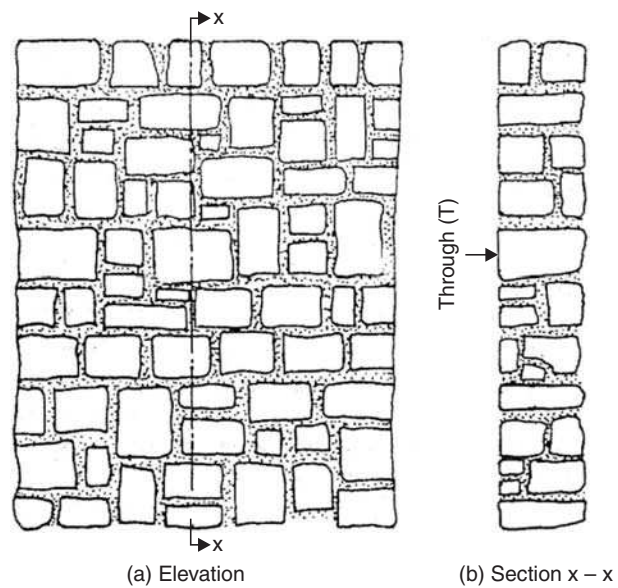 x
Through (T)
x
(a) Elevation
(b) Section x – x